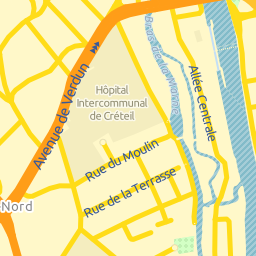 Hôpital
Intercommunal
de Créteil
Avenue de Verdun
Allée Centrale
Rue du Moulin
Rue de la Terrasse
-Nord